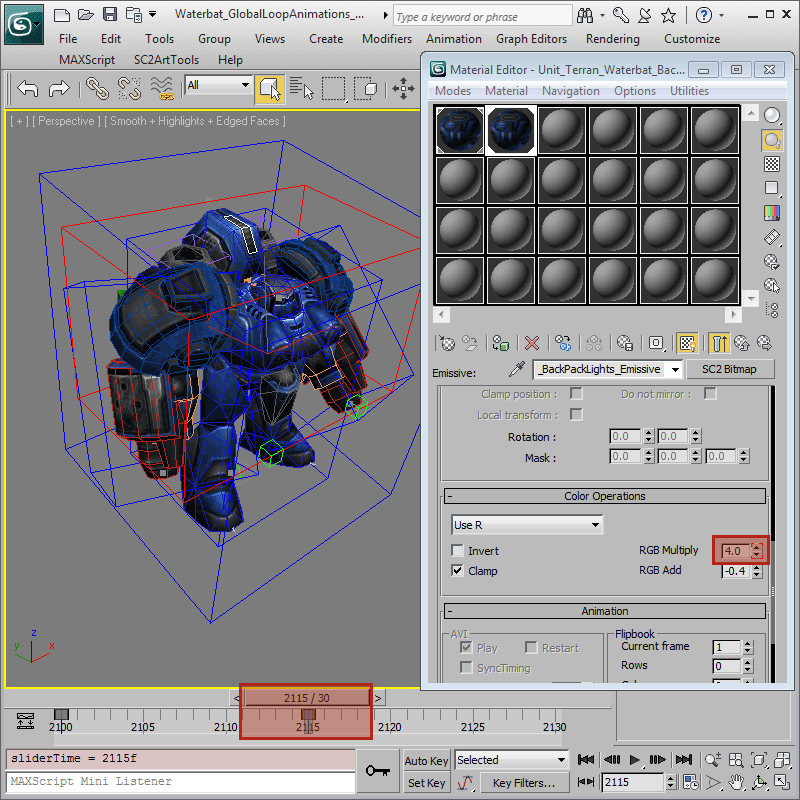 Waterbat_GlobalLoopAnimations_...
Type a keyword or phrase
File Edit Tools Group Views Create Modifiers Animation Graph Editors Rendering Customize
MAXScript SC2ArtTools Help
All
[ + ] [ Perspective ] [ Smooth + Highlights + Edged Faces ]
Material Editor - Unit_Terran_Waterbat_Bac...
Modes Material Navigation Options Utilities
Emissive: _BackPackLights_Emissive SC2 Bitmap
Clamp position : Do not mirror :
Local transform :
Rotation : 0.0 0.0
Mask : 0.0 0.0 0.0
- Color Operations
Use R
Invert RGB Multiply 4.0
Clamp RGB Add -0.4
- Animation
AVI Flipbook
Play Restart Current frame 1
SyncTiming Rows 0
z
y x
< 2115 / 30 >
2100 2105 2110 2115 2120 2125 2130
sliderTime = 2115f
MAXScript Mini Listener
Auto Key Selected
Set Key Key Filters... 2115